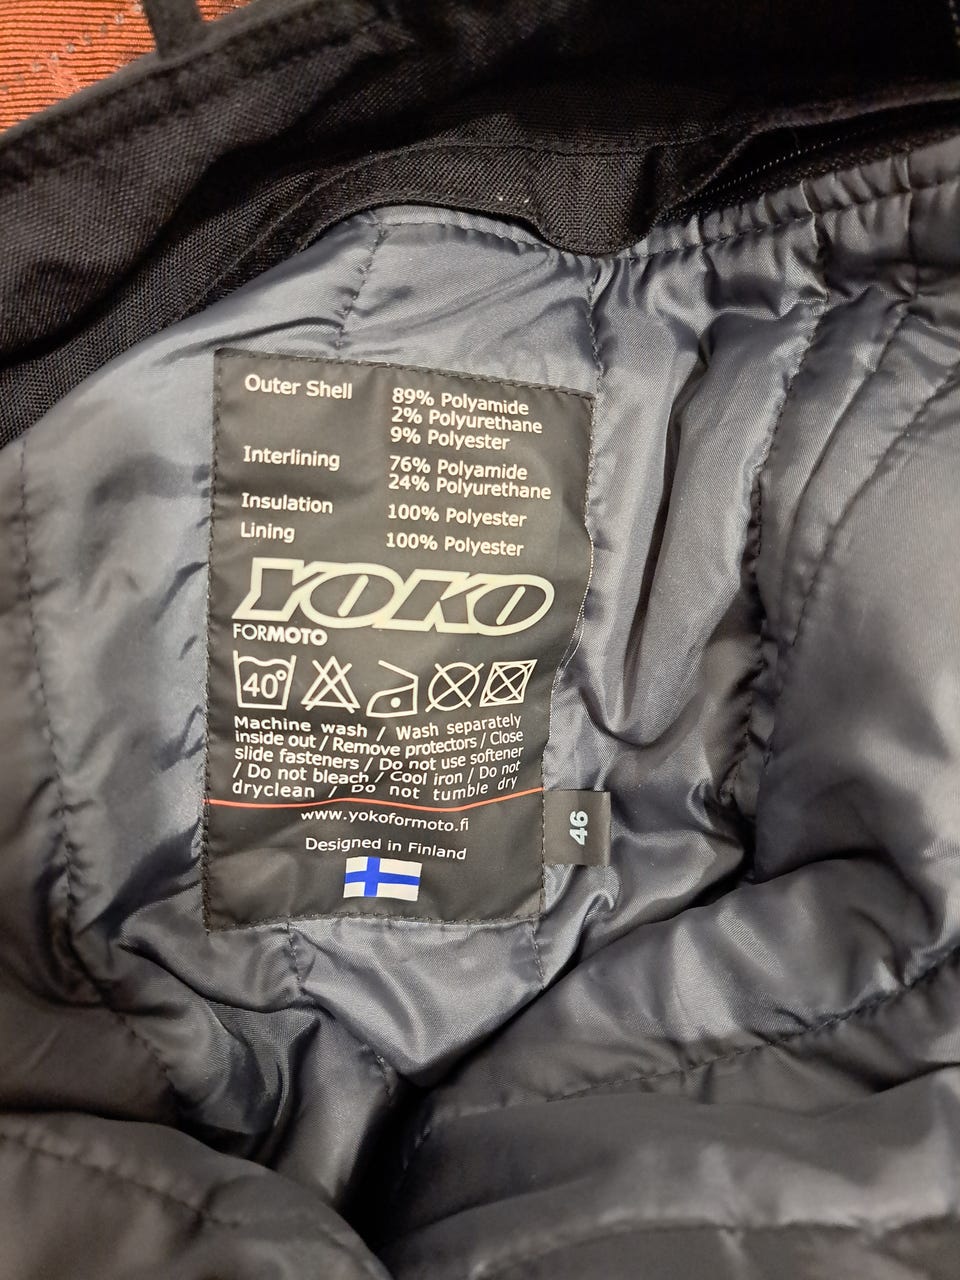 Outer Shell 89% Polyamide
2% Polyurethane
9% Polyester
Interlining 76% Polyamide
24% Polyurethane
Insulation 100% Polyester
Lining 100% Polyester
YOKO
FORMOTO
40°
Machine wash / Wash separately
inside out / Remove protectors / Close
slide fasteners / Do not use softener
/ Do not bleach / Cool iron / Do not
dryclean / Do not tumble dry
www.yokoformoto.fi
Designed in Finland
46